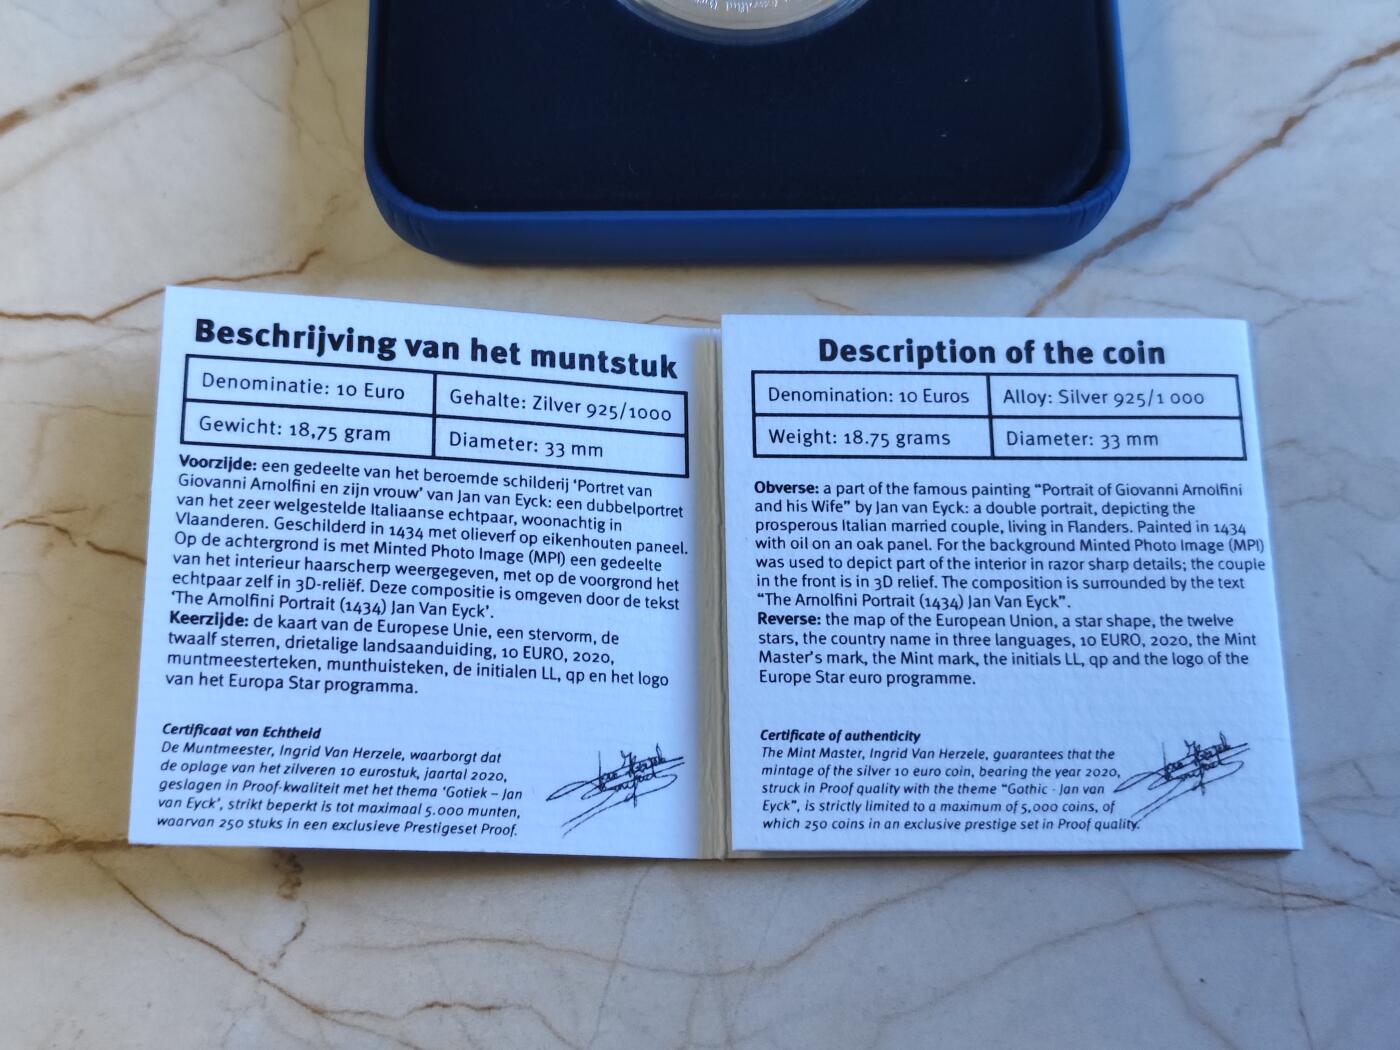 Beschrijving van het muntstuk
Denominatie: 10 Euro
Gehalte: Zilver 925/1000
Gewicht: 18,75 gram
Diameter: 33 mm
Voorzijde: een gedeelte van het beroemde schilderij ‘Portret van
Giovanni Arnolfini en zijn vrouw’ van Jan van Eyck: een dubbelportret
van het zeer welgestelde Italiaanse echtpaar, woonachtig in
Vlaanderen. Geschilderd in 1434 met olieverf op eikenhouten paneel.
Op de achtergrond is met Minted Photo Image (MPI) een gedeelte
van het interieur haarscherp weergegeven, met op de voorgrond het
echtpaar zelf in 3D-reliëf. Deze compositie is omgeven door de tekst
‘The Arnolfini Portrait (1434) Jan Van Eyck’.
Keerzijde: de kaart van de Europese Unie, een stervorm, de
twaalf sterren, drietalige landsaanduiding, 10 EURO, 2020,
muntmeesterteken, munthuisteken, de initialen LL, qp en het logo
van het Europa Star programma.
Certificaat van Echtheid
De Muntmeester, Ingrid Van Herzele, waarborgt dat
de oplage van het zilveren 10 eurostuk, jaartal 2020,
geslagen in Proof-kwaliteit met het thema ‘Gotiek – Jan
van Eyck’, strikt beperkt is tot maximaal 5.000 munten,
waarvan 250 stuks in een exclusieve Prestigeset Proof.
Description of the coin
Denomination: 10 Euros
Alloy: Silver 925/1 000
Weight: 18.75 grams
Diameter: 33 mm
Obverse: a part of the famous painting “Portrait of Giovanni Arnolfini
and his Wife” by Jan van Eyck: a double portrait, depicting the
prosperous Italian married couple, living in Flanders. Painted in 1434
with oil on an oak panel. For the background Minted Photo Image (MPI)
was used to depict part of the interior in razor sharp details; the couple
in the front is in 3D relief. The composition is surrounded by the text
“The Arnolfini Portrait (1434) Jan Van Eyck”.
Reverse: the map of the European Union, a star shape, the twelve
stars, the country name in three languages, 10 EURO, 2020, the Mint
Master’s mark, the Mint mark, the initials LL, qp and the logo of the
Europe Star euro programme.
Certificate of authenticity
The Mint Master, Ingrid Van Herzele, guarantees that the
mintage of the silver 10 euro coin, bearing the year 2020,
struck in Proof quality with the theme “Gothic - Jan van
Eyck”, is strictly limited to a maximum of 5,000 coins, of
which 250 coins in an exclusive prestige set in Proof quality.